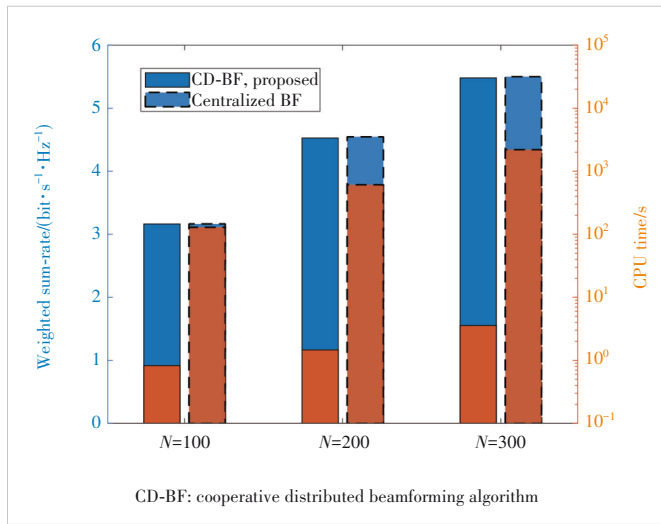 6
5
4
3
2
1
0
Weighted sum-rate/(bit·s⁻¹·Hz⁻¹)
CD-BF, proposed
Centralized BF
10⁵
10⁴
10³
10²
10¹
10⁰
10⁻¹
10⁻¹
CPU time/s
N=100 N=200 N=300
CD-BF: cooperative distributed beamforming algorithm